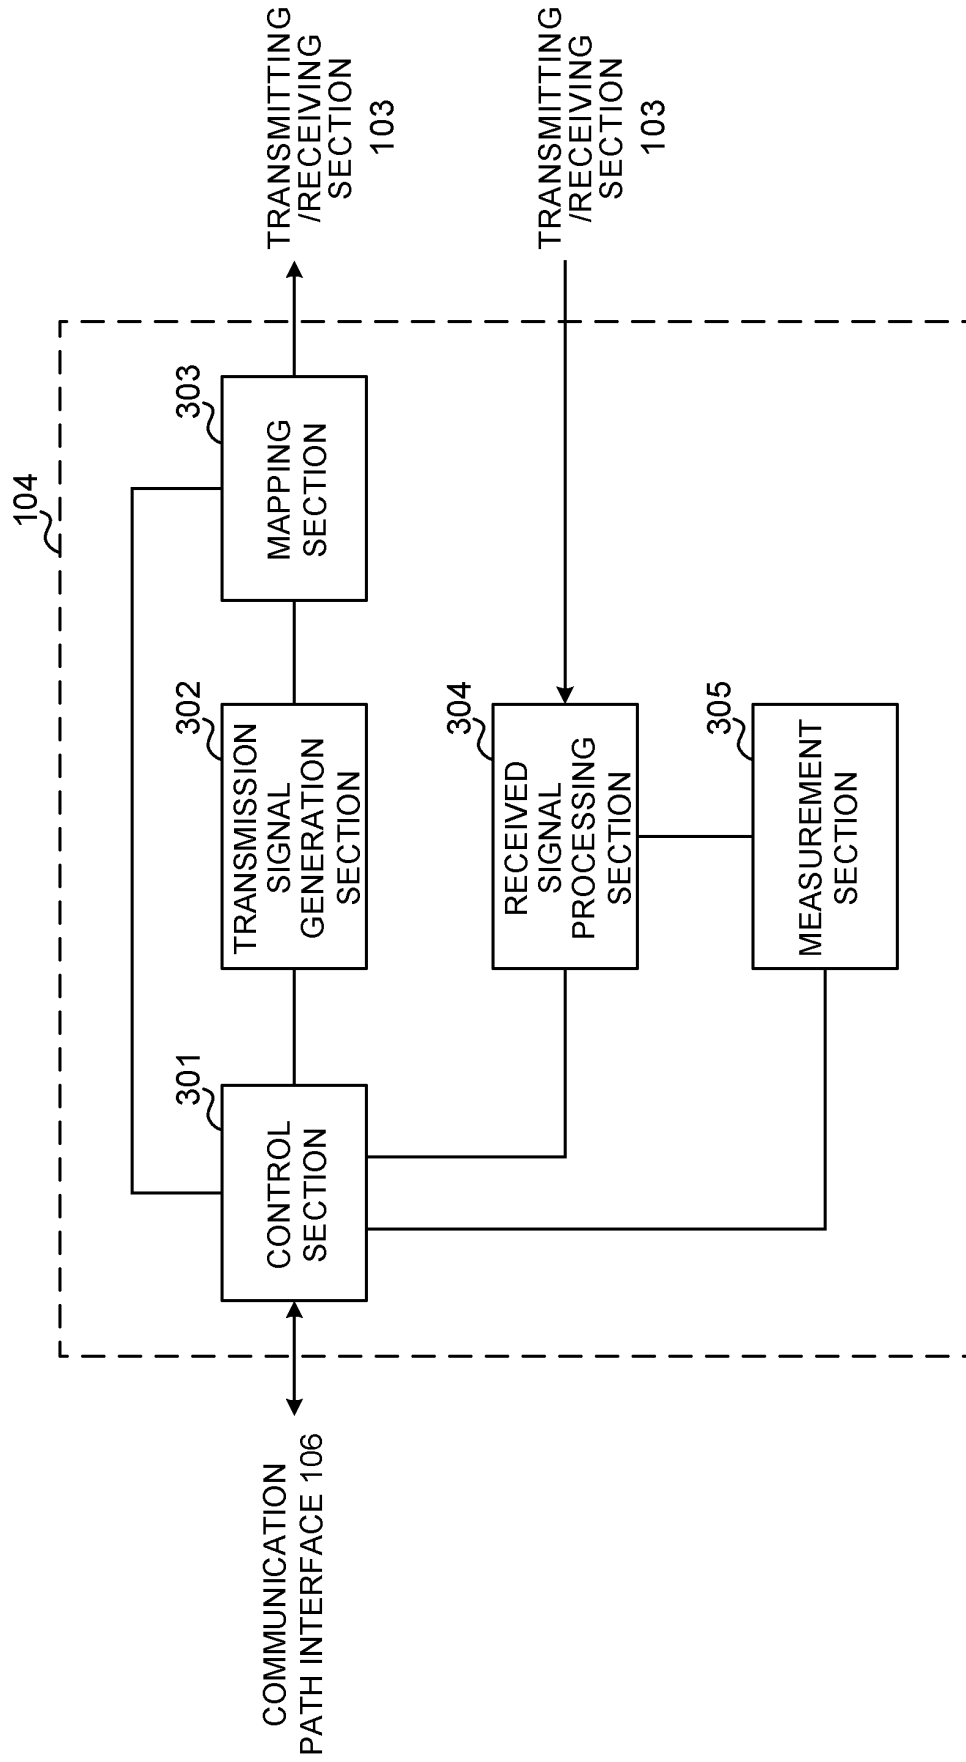 104
COMMUNICATION
PATH INTERFACE 106
301
CONTROL
SECTION
302
TRANSMISSION
SIGNAL
GENERATION
SECTION
303
MAPPING
SECTION
TRANSMITTING
/RECEIVING
SECTION
103
304
RECEIVED
SIGNAL
PROCESSING
SECTION
TRANSMITTING
/RECEIVING
SECTION
103
305
MEASUREMENT
SECTION